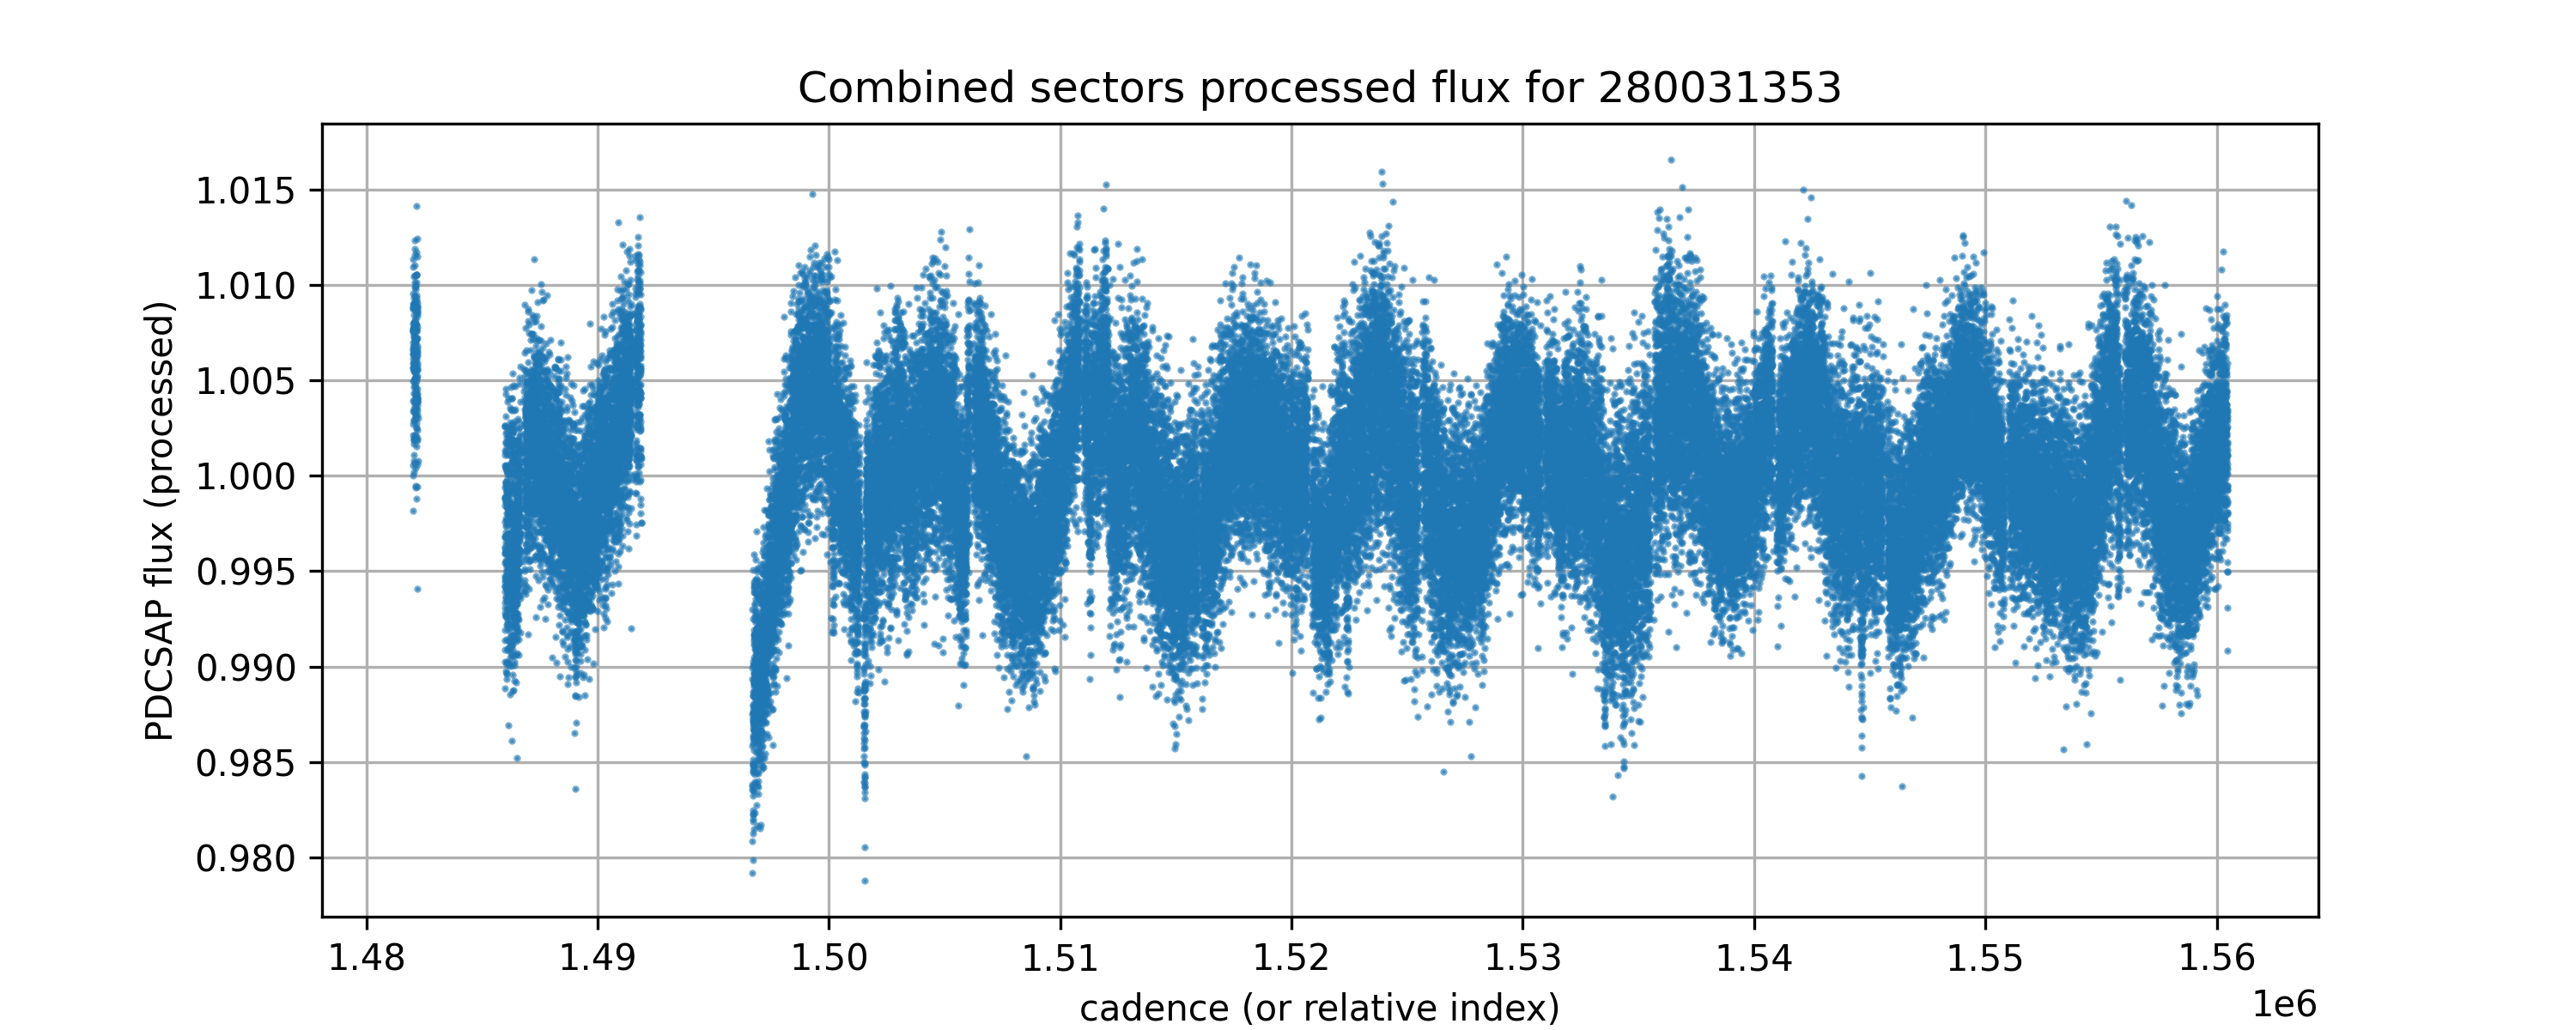 Combined sectors processed flux for 280031353
PDCSAP flux (processed)
1.015
1.010
1.005
1.000
0.995
0.990
0.985
0.980
1.48 1.49 1.50 1.51 1.52 1.53 1.54 1.55 1.56
1e6
cadence (or relative index)